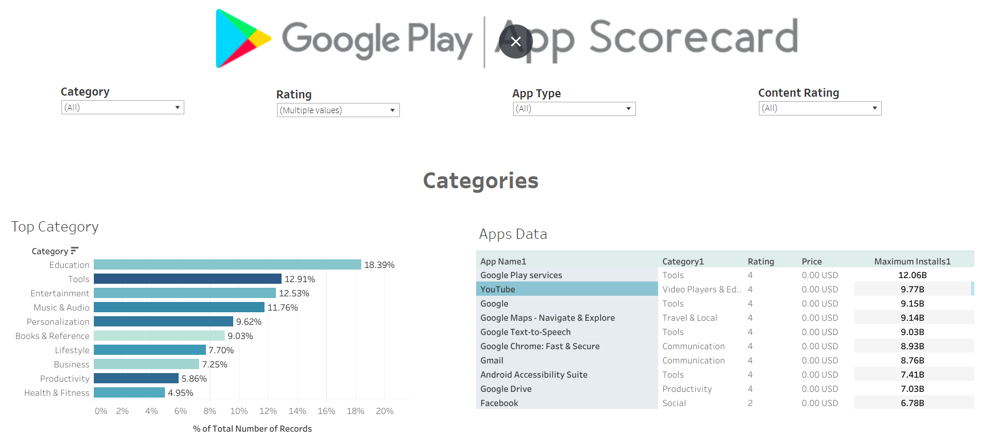 Google Play | App Scorecard
Category
(All)
Rating
(Multiple values)
App Type
(All)
Content Rating
(All)
Categories
Top Category
Category
Education 18.39%
Tools 12.91%
Entertainment 12.53%
Music & Audio 11.76%
Personalization 9.62%
Books & Reference 9.03%
Lifestyle 7.70%
Business 7.25%
Productivity 5.86%
Health & Fitness 4.95%
0% 2% 4% 6% 8% 10% 12% 14% 16% 18% 20%
% of Total Number of Records
Apps Data
App Name1 Category1 Rating Price Maximum Installs1
Google Play services Tools 4 0.00 USD 12.06B
YouTube Video Players & Ed.. 4 0.00 USD 9.77B
Google Tools 4 0.00 USD 9.15B
Google Maps - Navigate & Explore Travel & Local 4 0.00 USD 9.14B
Google Text-to-Speech Tools 4 0.00 USD 9.03B
Google Chrome: Fast & Secure Communication 4 0.00 USD 8.93B
Gmail Communication 4 0.00 USD 8.76B
Android Accessibility Suite Tools 4 0.00 USD 7.41B
Google Drive Productivity 4 0.00 USD 7.03B
Facebook Social 2 0.00 USD 6.78B